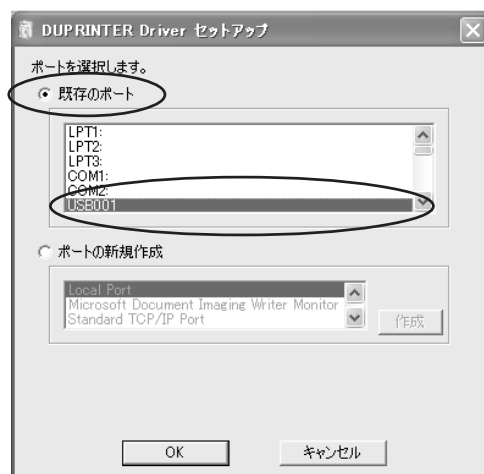 DUPRINTER Driver セットアップ
ポートを選択します。
既存のポート
LPT1:
LPT2:
LPT3:
COM1:
COM2:
USB001
ポートの新規作成
Local Port
Microsoft Document Imaging Writer Monitor
Standard TCP/IP Port
作成
OK
キャンセル